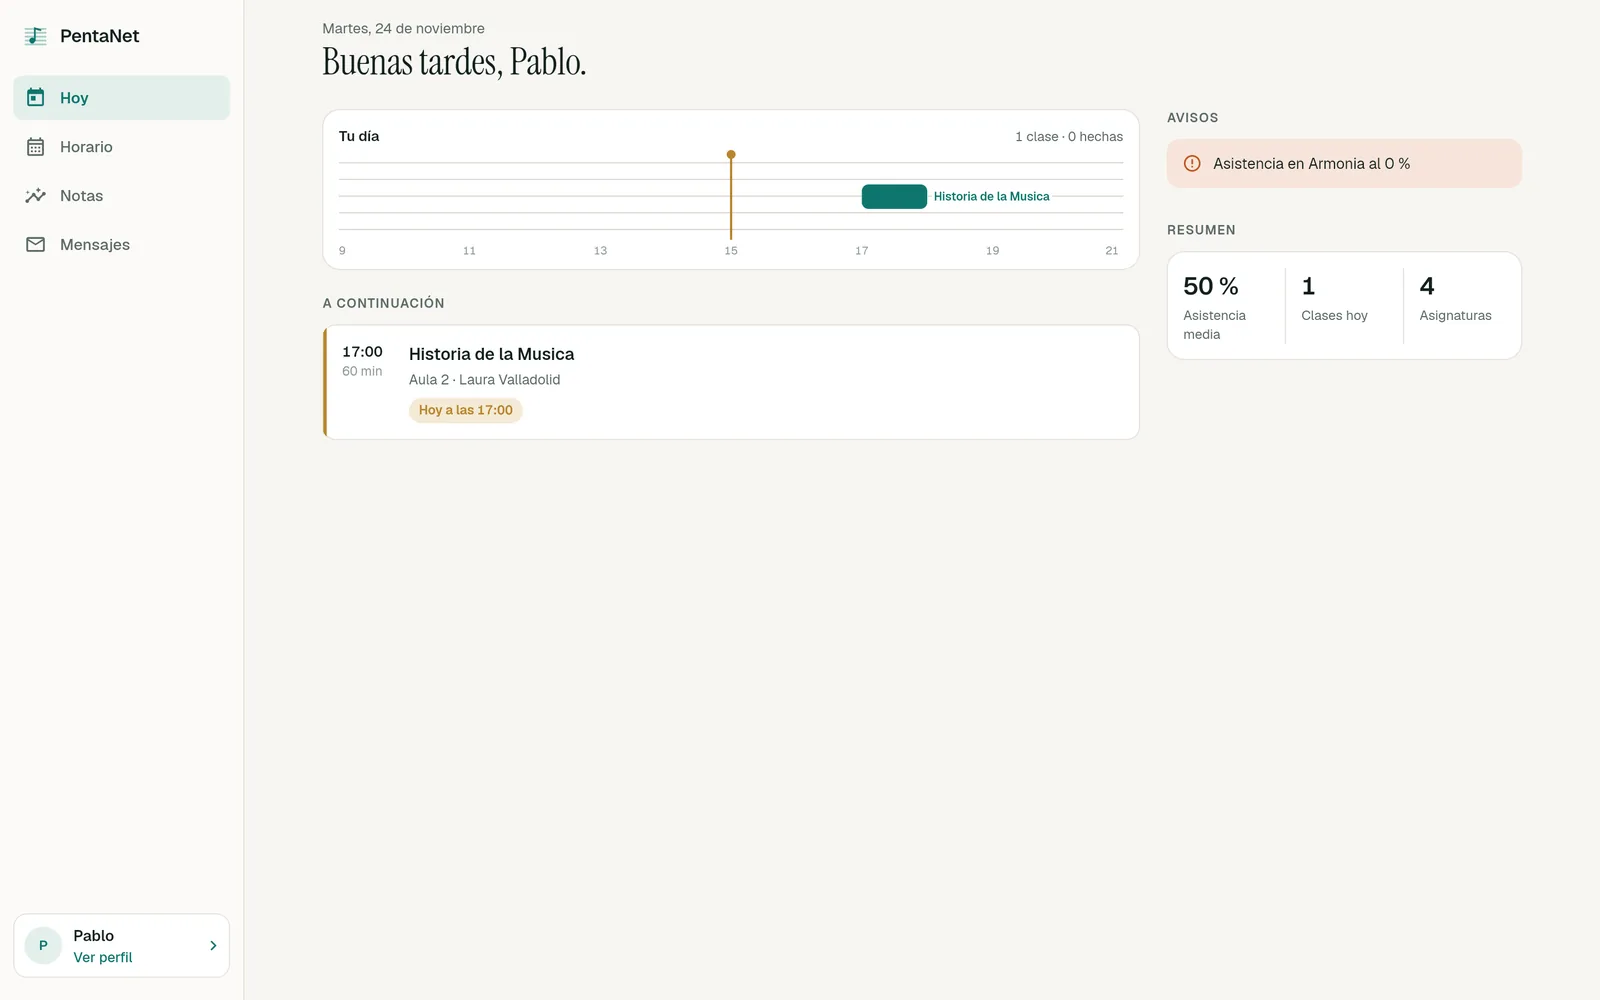 PentaNet
Hoy
Horario
Notas
Mensajes
Pablo
P
Ver perfil
Martes, 24 de noviembre
Buenas tardes, Pablo.
Tu día
1 clase · 0 hechas
Historia de la Musica
9 11 13 15 17 19 21
A CONTINUACIÓN
17:00
60 min
Historia de la Musica
Aula 2 · Laura Valladolid
Hoy a las 17:00
AVISOS
Asistencia en Armonia al 0 %
RESUMEN
50 %
Asistencia
media
1
Clases hoy
4
Asignaturas